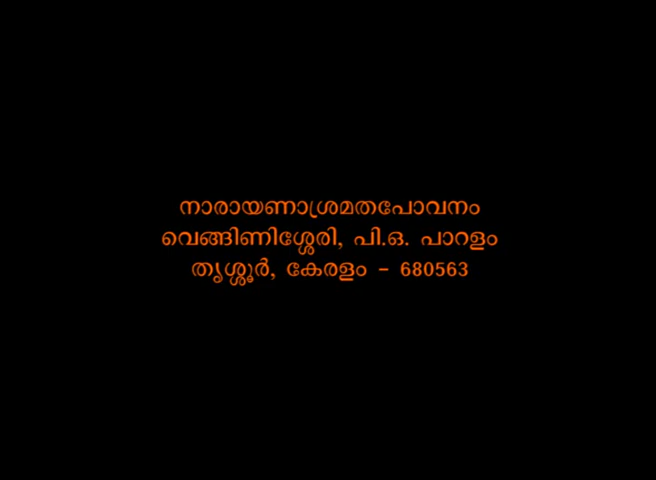 നാരായണാശ്രമതപോവനം
വെങ്ങിണിശ്ശേരി, പി.ഒ. പാറളം
തൃശ്ശൂർ, കേരളം - 680563